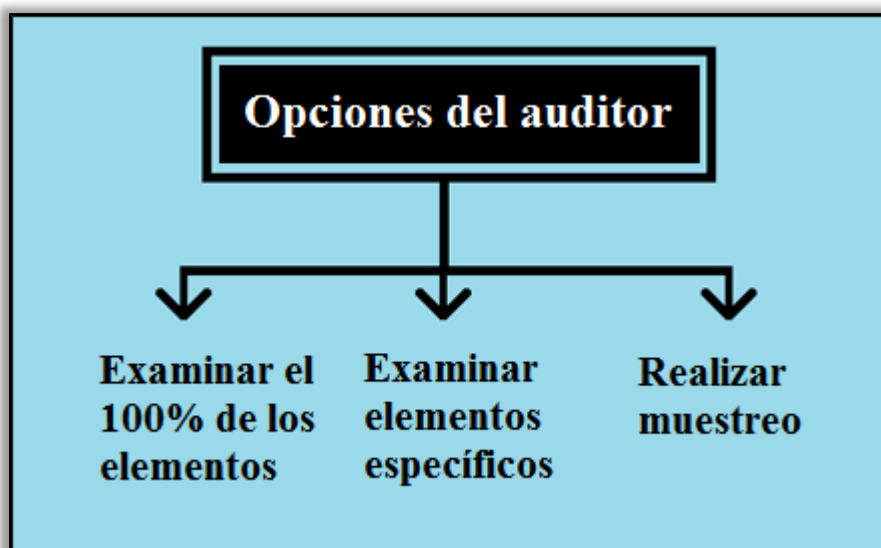 Opciones del auditor
Examinar el
100% de los
elementos
Examinar
elementos
específicos
Realizar
muestreo